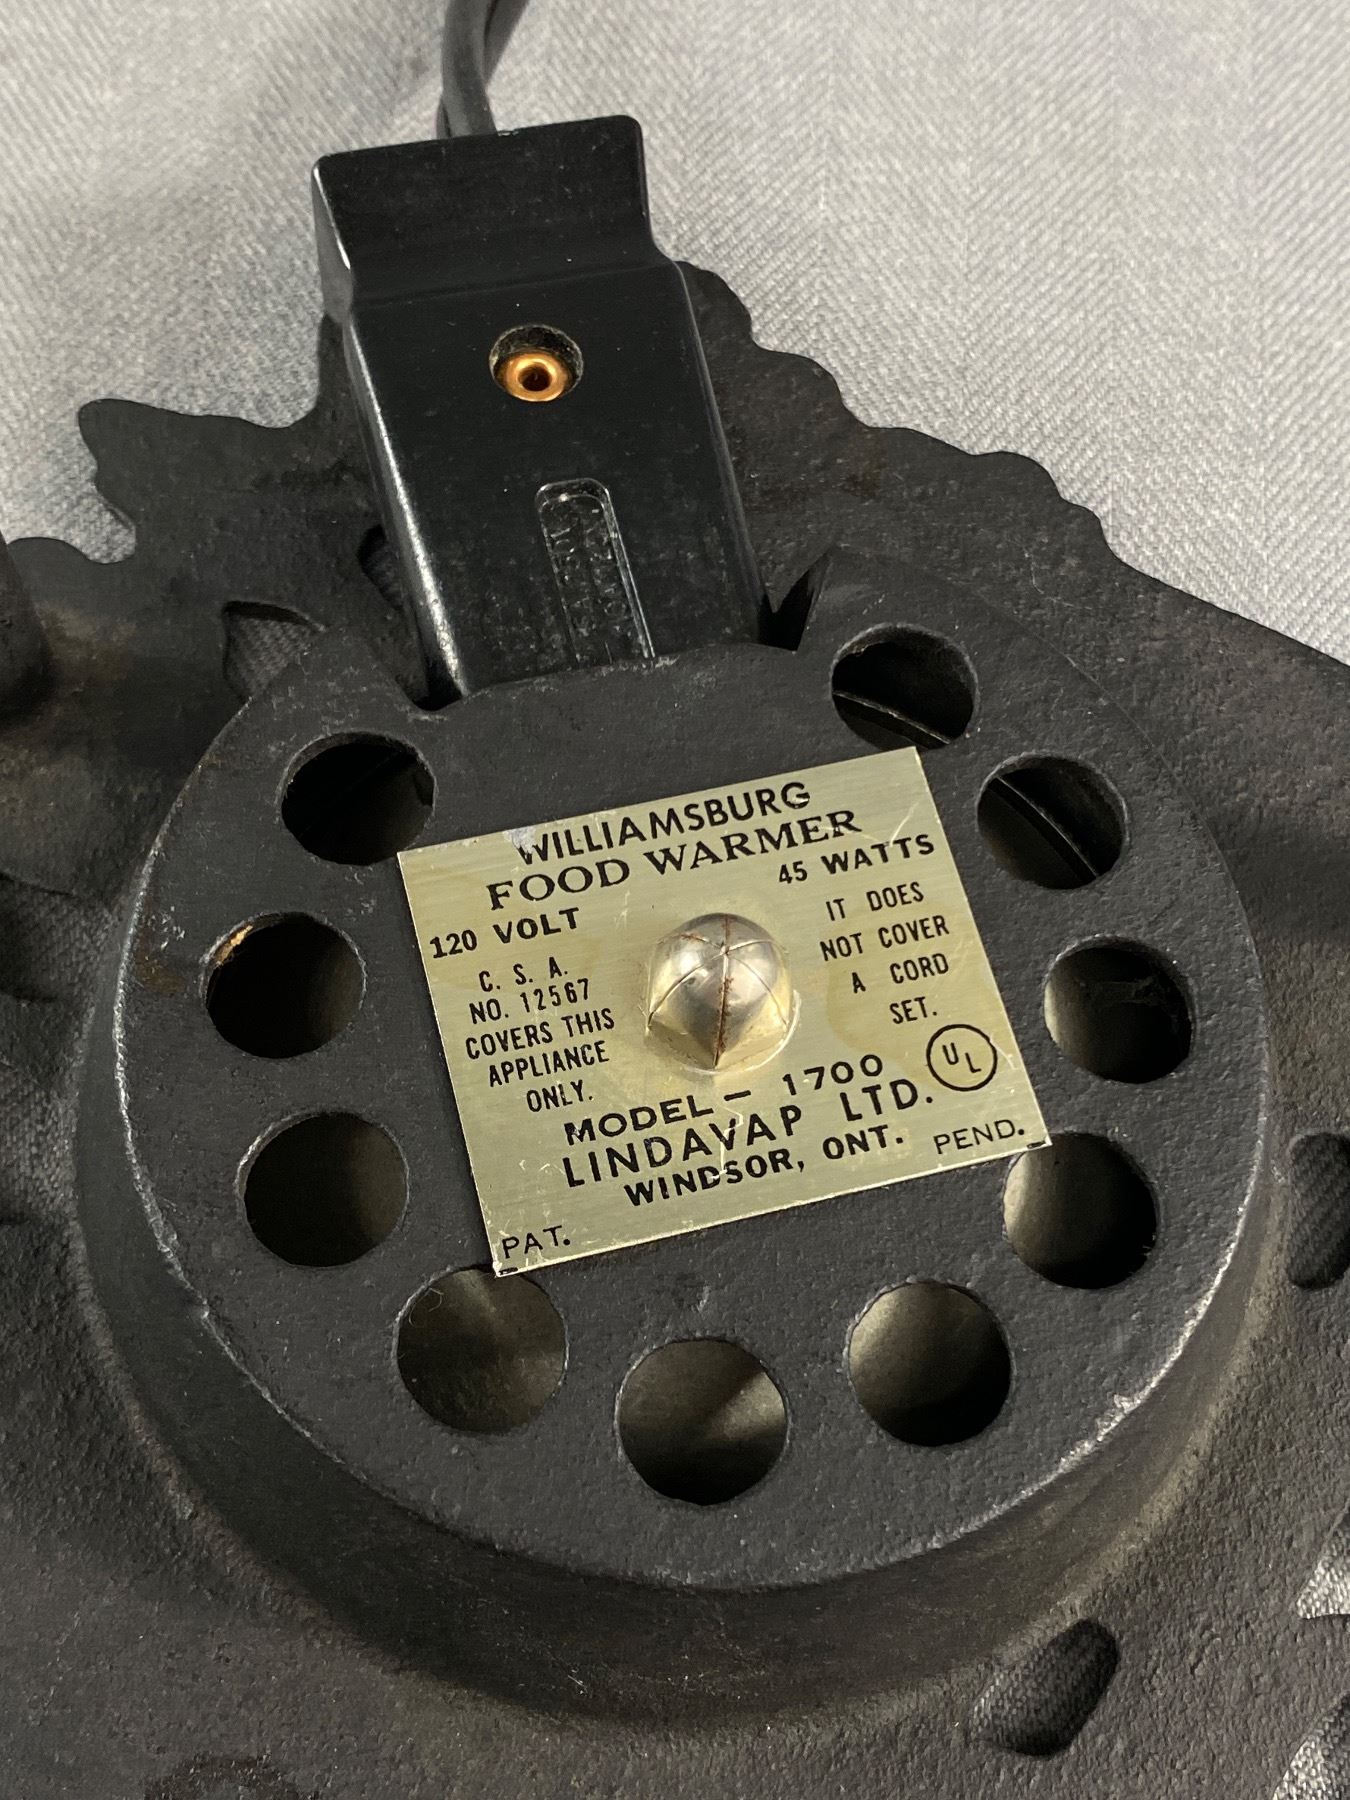 WILLIAMSBURG
FOOD WARMER
120 VOLT
45 WATTS
C. S. A.
NO. 12567
COVERS THIS
APPLIANCE
ONLY.
IT DOES
NOT COVER
A CORD
SET.
UL
MODEL — 1700
LINDAVAP LTD.
WINDSOR, ONT.
PAT.
PEND.